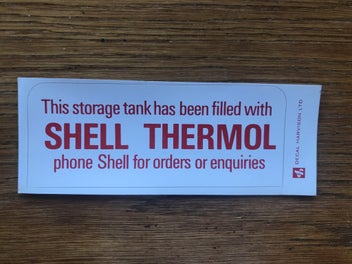 This storage tank has been filled with
SHELL THERMOL
phone Shell for orders or enquiries
DECAL HARVISON LTD